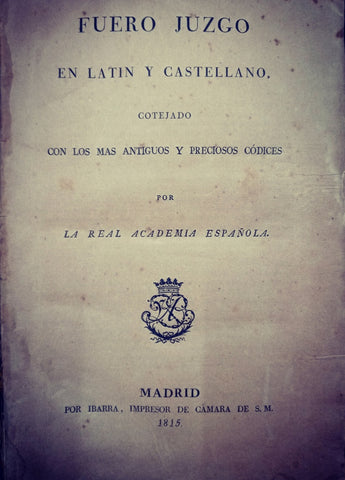 FUERO JUZGO
EN LATIN Y CASTELLANO,
COTEJADO
CON LOS MAS ANTIGUOS Y PRECIOSOS CÓDICES
POR
LA REAL ACADEMIA ESPAÑOLA.
MADRID
POR IBARRA, IMPRESOR DE CÁMARA DE S. M.
1815.